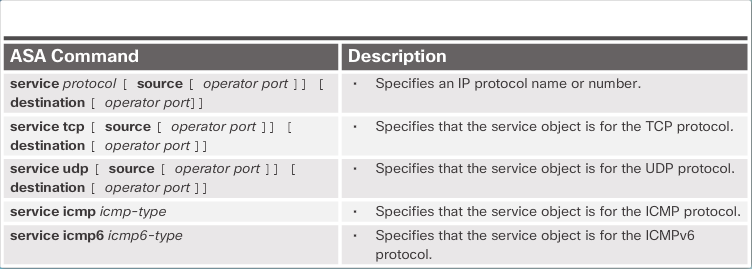 ASA Command
Description
service protocol [ source [ operator port ] ] [
destination [ operator port] ]
• Specifies an IP protocol name or number.
service tcp [ source [ operator port ] ] [
destination [ operator port ] ]
• Specifies that the service object is for the TCP protocol.
service udp [ source [ operator port ] ] [
destination [ operator port ] ]
• Specifies that the service object is for the UDP protocol.
service icmp icmp-type
• Specifies that the service object is for the ICMP protocol.
service icmp6 icmp6-type
• Specifies that the service object is for the ICMPv6
protocol.